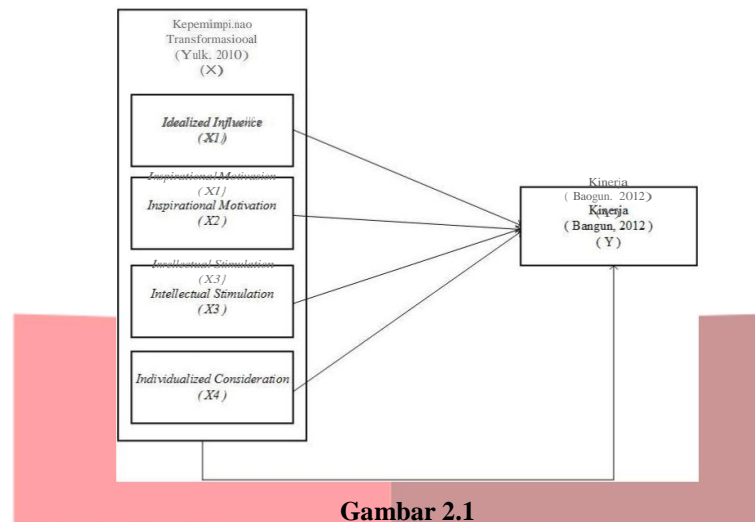 Kepemimpi.nao
Transformasiooal
(Yulk. 2010)
(X)
Idealized Influence
(X1)
Inspirational Motivasion
(X1)
Inspirational Motivation
(X2)
Intellectual Stimulation
(X3)
Intellectual Stimulation
(X3)
Individualized Consideration
(X4)
Kinerja
( Baogun. 2012)
Kinerja
( Bangun, 2012 )
( Y )
Gambar 2.1